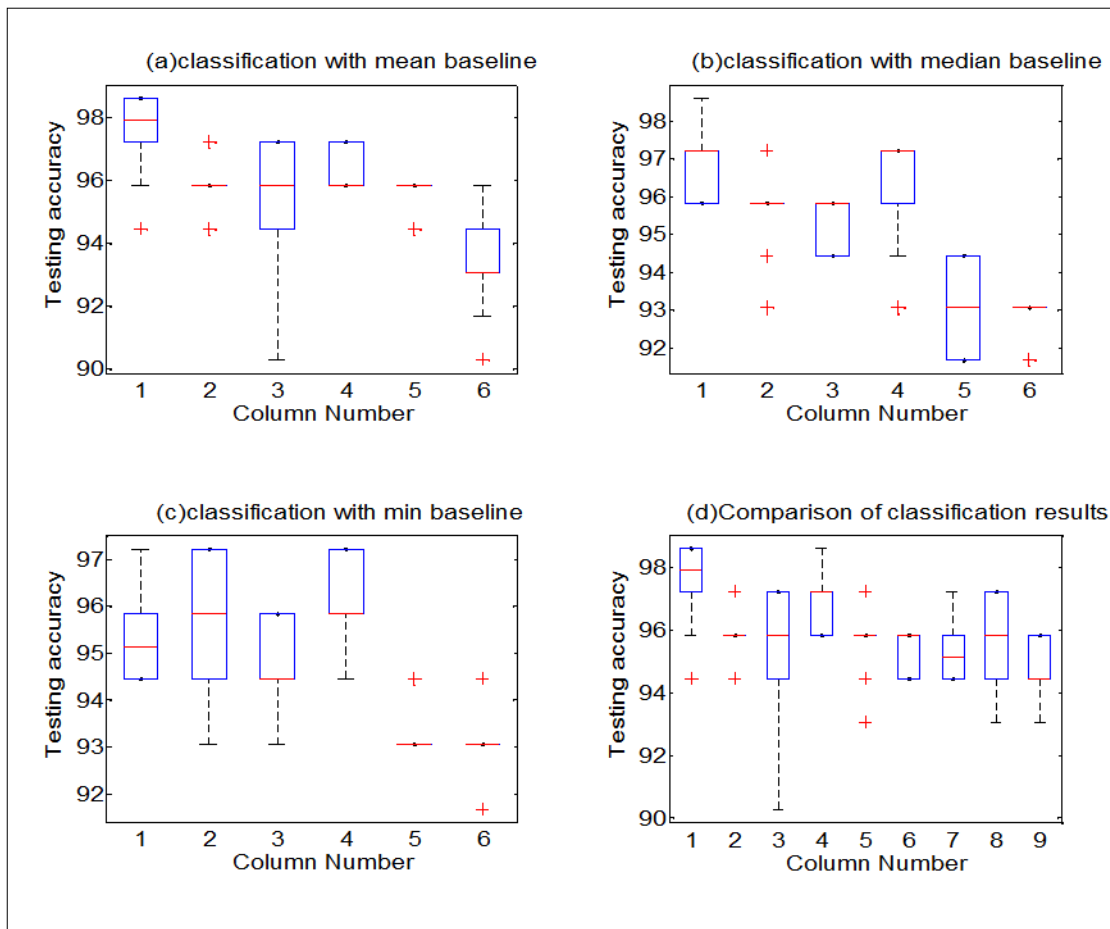 (a)classification with mean baseline
Testing accuracy
98
96
94
92
90
1 2 3 4 5 6
Column Number
(b)classification with median baseline
Testing accuracy
98
97
96
95
94
93
92
1 2 3 4 5 6
Column Number
(c)classification with min baseline
Testing accuracy
97
96
95
94
93
92
1 2 3 4 5 6
Column Number
(d)Comparison of classification results
Testing accuracy
98
96
94
92
90
1 2 3 4 5 6 7 8 9
Column Number